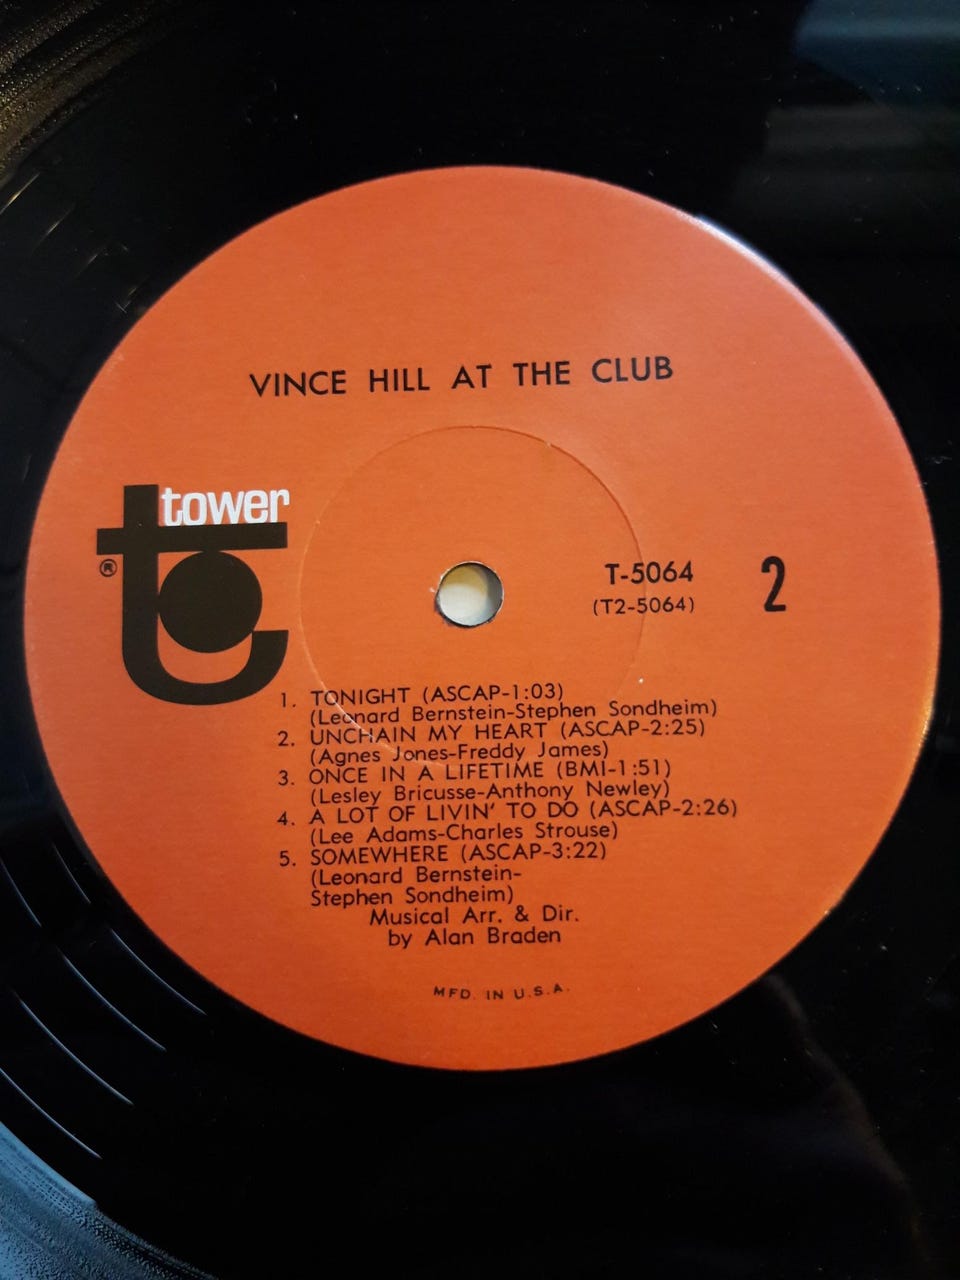 VINCE HILL AT THE CLUB
tower
®
T-5064
(T2-5064)
2
1. TONIGHT (ASCAP-1:03)
(Leonard Bernstein-Stephen Sondheim)
2. UNCHAIN MY HEART (ASCAP-2:25)
(Agnes Jones-Freddy James)
3. ONCE IN A LIFETIME (BMI-1:51)
(Lesley Bricusse-Anthony Newley)
4. A LOT OF LIVIN' TO DO (ASCAP-2:26)
(Lee Adams-Charles Strouse)
5. SOMEWHERE (ASCAP-3:22)
(Leonard Bernstein-
Stephen Sondheim)
Musical Arr. & Dir.
by Alan Braden
MFD. IN U.S.A.